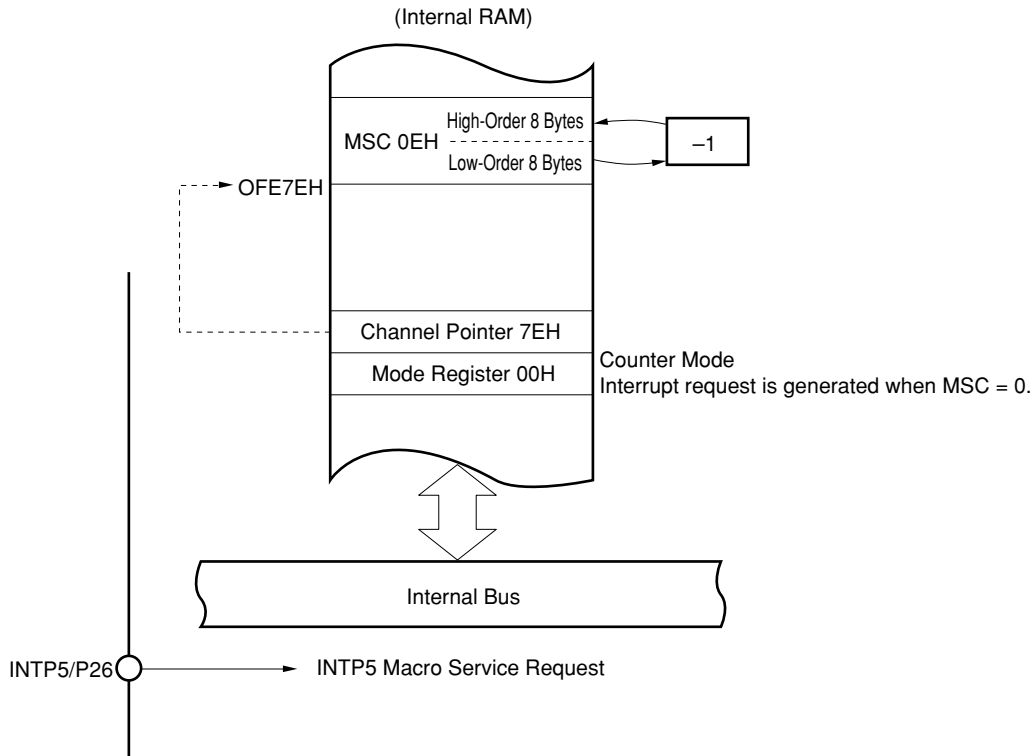 (Internal RAM)
High-Order 8 Bytes
MSC 0EH
Low-Order 8 Bytes
–1
OFE7EH
Channel Pointer 7EH
Mode Register 00H
Counter Mode
Interrupt request is generated when MSC = 0.
Internal Bus
INTP5/P26
INTP5 Macro Service Request